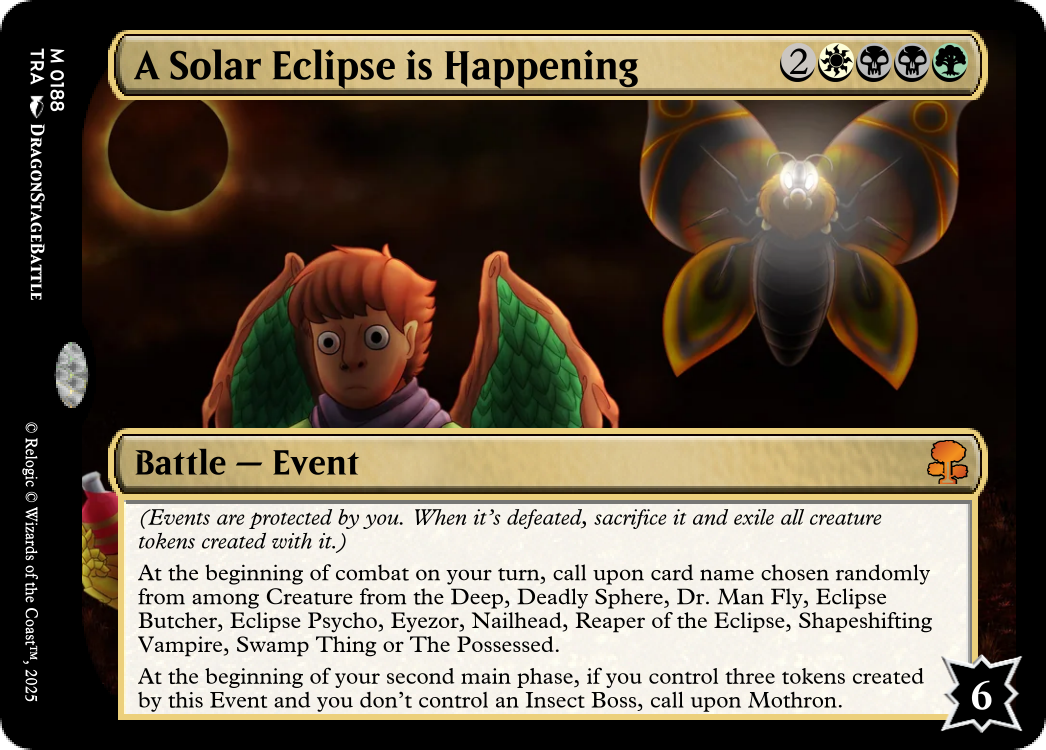 A Solar Eclipse is Happening
2
Battle — Event
(Events are protected by you. When it's defeated, sacrifice it and exile all creature
tokens created with it.)
At the beginning of combat on your turn, call upon card name chosen randomly
from among Creature from the Deep, Deadly Sphere, Dr. Man Fly, Eclipse
Butcher, Eclipse Psycho, Eyezor, Nailhead, Reaper of the Eclipse, Shapeshifting
Vampire, Swamp Thing or The Possessed.
At the beginning of your second main phase, if you control three tokens created
by this Event and you don't control an Insect Boss, call upon Mothron.
6
M 0188
TRA DragonStageBattle
© Relogic © Wizards of the Coast™, 2025